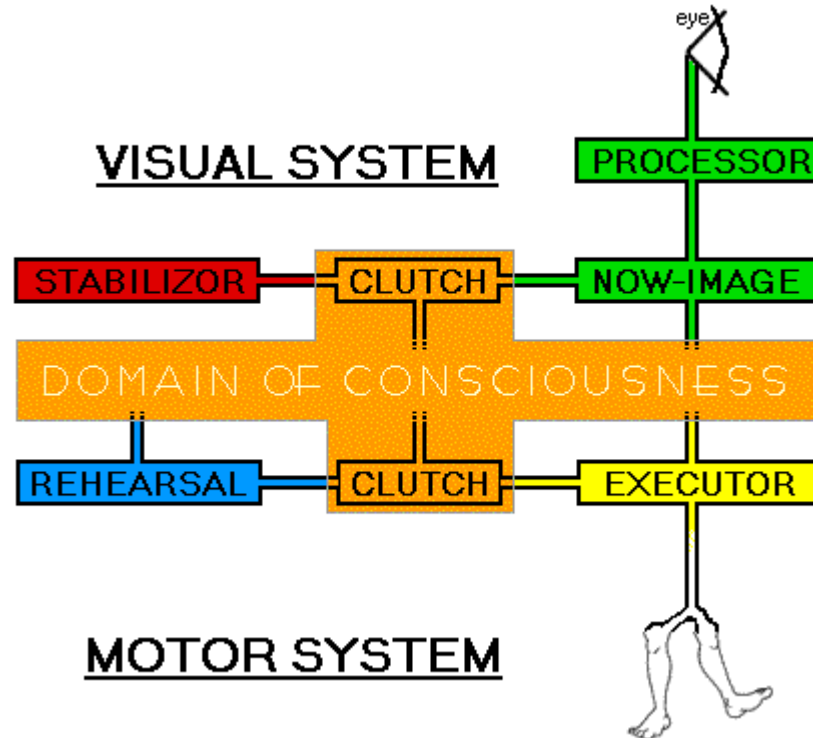 eye
PROCESSOR
VISUAL SYSTEM
STABILIZOR
CLUTCH
NOW-IMAGE
DOMAIN OF CONSCIOUSNESS
REHEARSAL
CLUTCH
EXECUTOR
MOTOR SYSTEM